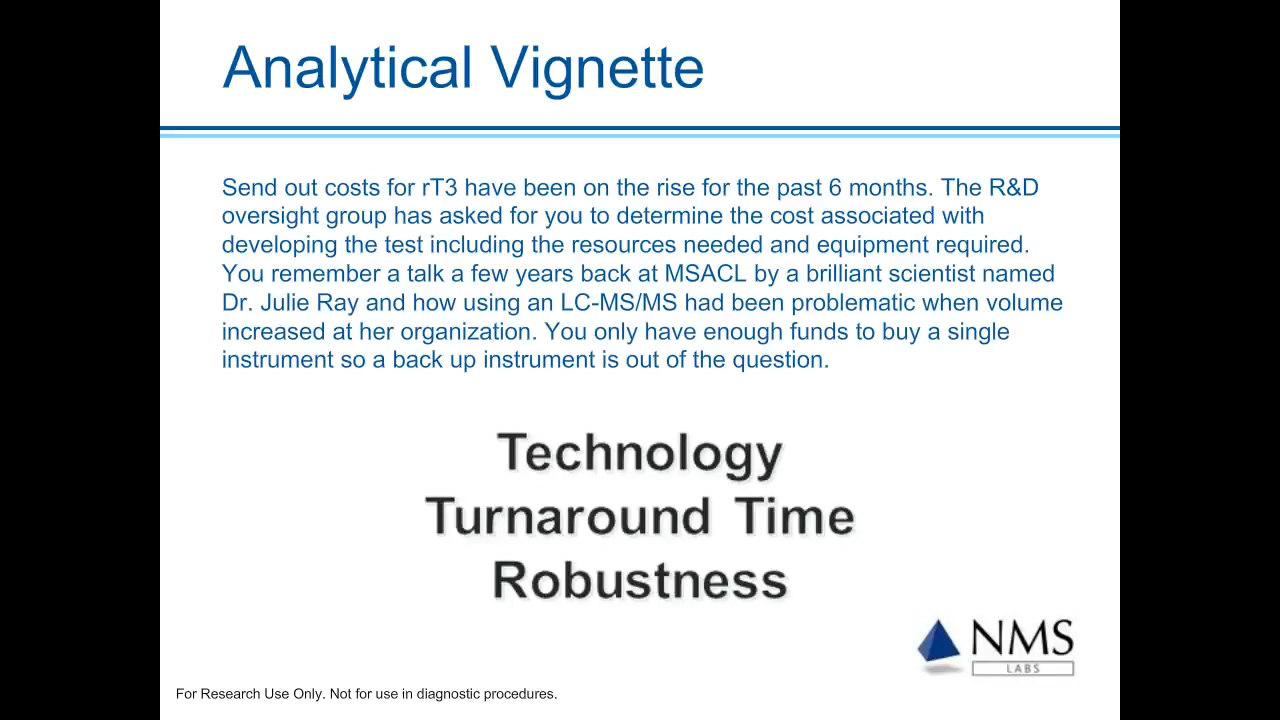 Analytical Vignette
Send out costs for rT3 have been on the rise for the past 6 months. The R&D
oversight group has asked for you to determine the cost associated with
developing the test including the resources needed and equipment required.
You remember a talk a few years back at MSACL by a brilliant scientist named
Dr. Julie Ray and how using an LC-MS/MS had been problematic when volume
increased at her organization. You only have enough funds to buy a single
instrument so a back up instrument is out of the question.
Technology
Turnaround Time
Robustness
NMS
LABS
For Research Use Only. Not for use in diagnostic procedures.